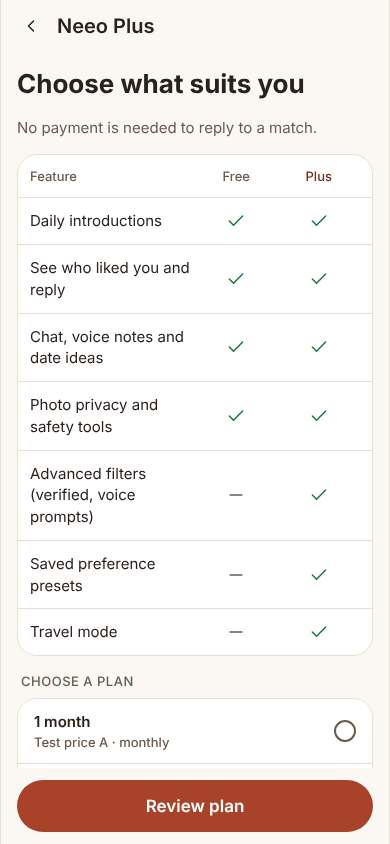 Neeo Plus
Choose what suits you
No payment is needed to reply to a match.
Feature Free Plus
Daily introductions
See who liked you and
reply
Chat, voice notes and
date ideas
Photo privacy and
safety tools
Advanced filters
(verified, voice
prompts)
Saved preference
presets
Travel mode
CHOOSE A PLAN
1 month
Test price A · monthly
Review plan